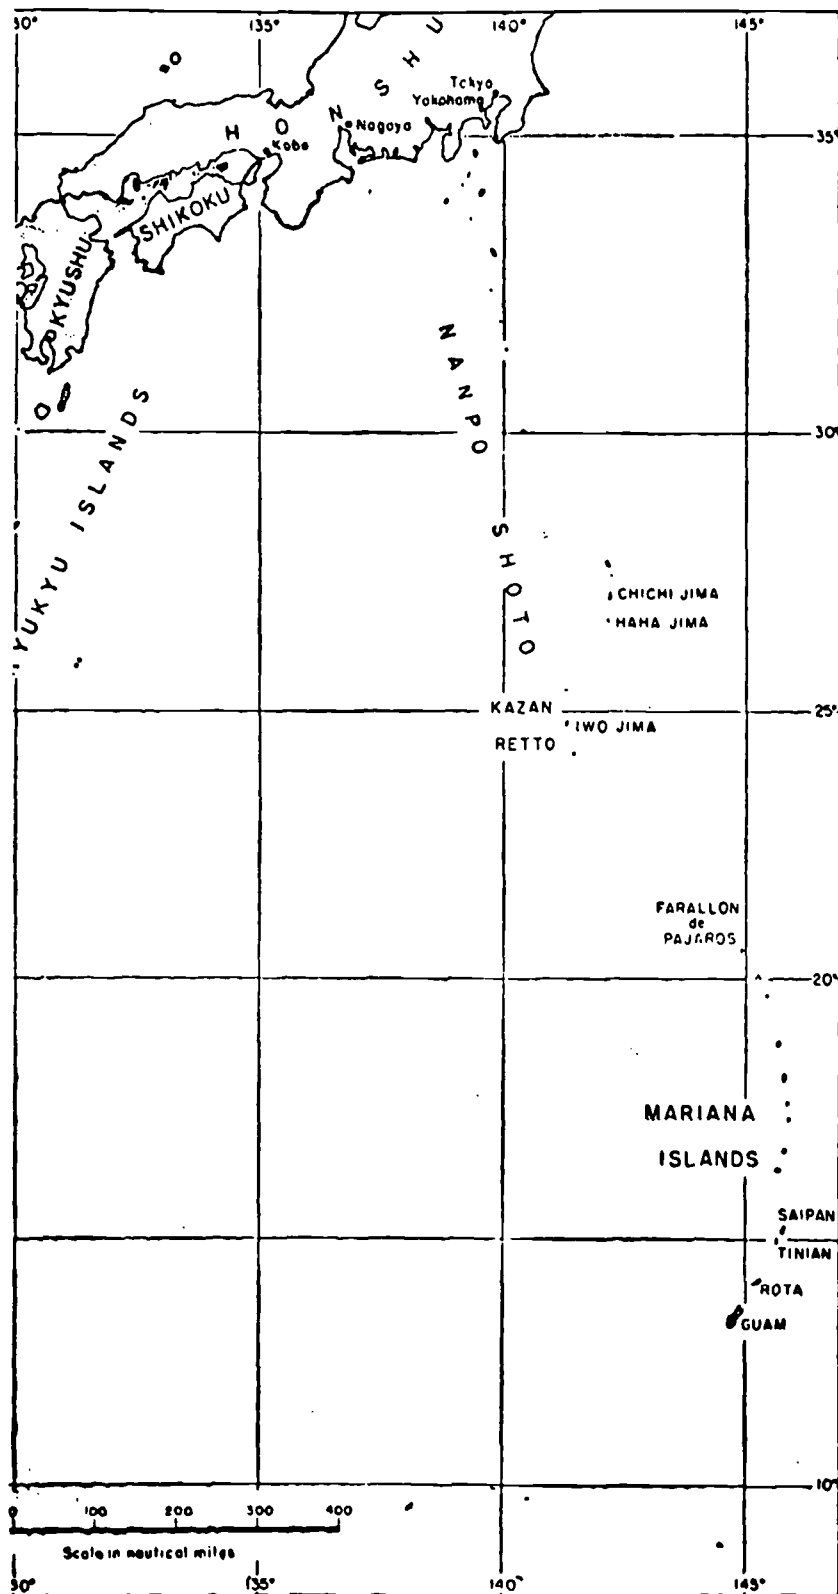 30° 135° 140° 145°
HONSHU
Tokyo
Yokohama
Nagoya
Kobe
35°
SHIKOKU
KYUSHU
NANPO SHOTO
30°
YUKYU ISLANDS
CHICHI JIMA
HAHA JIMA
25°
KAZAN
RETTO
IWO JIMA
FARALLON
de
PAJAROS
20°
MARIANA
ISLANDS
SAIPAN
TINIAN
ROTA
GUAM
10°
0 100 200 300 400
Scale in nautical miles
30° 135° 140° 145°